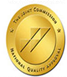 The Joint Commission
National Quality Approval